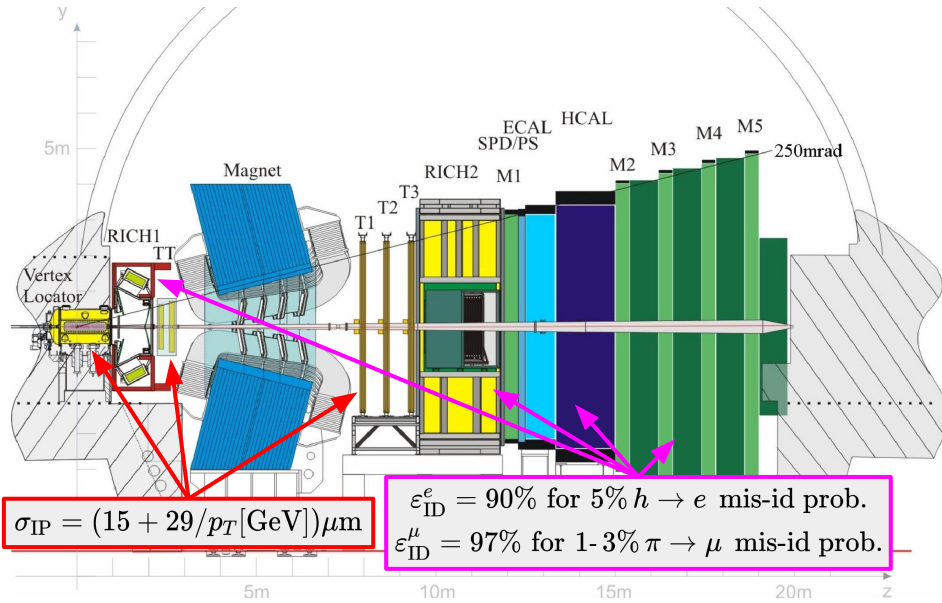 y
5m
Vertex
Locator
RICH1
TT
Magnet
T1
T2
T3
RICH2
M1
SPD/PS
ECAL
HCAL
M2
M3
M4
M5
250mrad
σ_IP = (15 + 29/p_T[GeV])μm
ε^e_ID = 90% for 5% h → e mis-id prob.
ε^μ_ID = 97% for 1-3% π → μ mis-id prob.
5m
10m
15m
20m
z